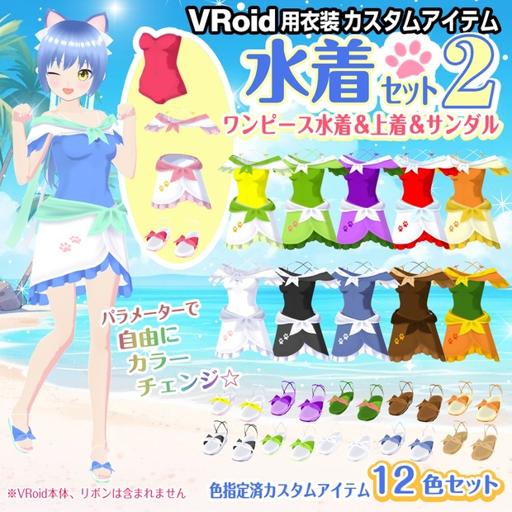 VRoid用衣装 カスタムアイテム
水着セット2
ワンピース水着&上着&サンダル
パラメーターで
自由に
カラー
チェンジ☆
※VRoid本体、リボンは含まれません
色指定済カスタムアイテム 12色セット